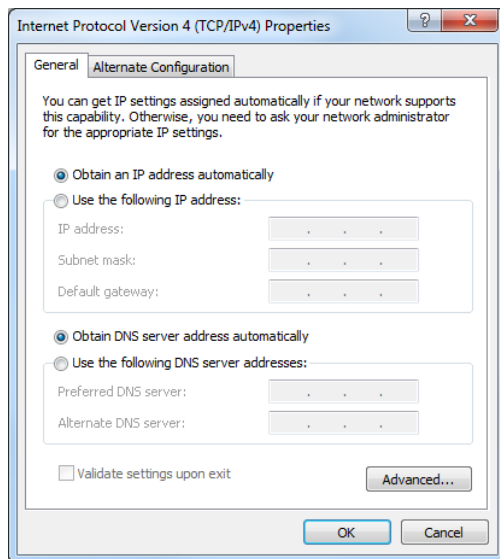 Internet Protocol Version 4 (TCP/IPv4) Properties
?
General
Alternate Configuration
You can get IP settings assigned automatically if your network supports
this capability. Otherwise, you need to ask your network administrator
for the appropriate IP settings.
Obtain an IP address automatically
Use the following IP address:
IP address: . . .
Subnet mask: . . .
Default gateway: . . .
Obtain DNS server address automatically
Use the following DNS server addresses:
Preferred DNS server: . . .
Alternate DNS server: . . .
Validate settings upon exit
Advanced...
OK
Cancel